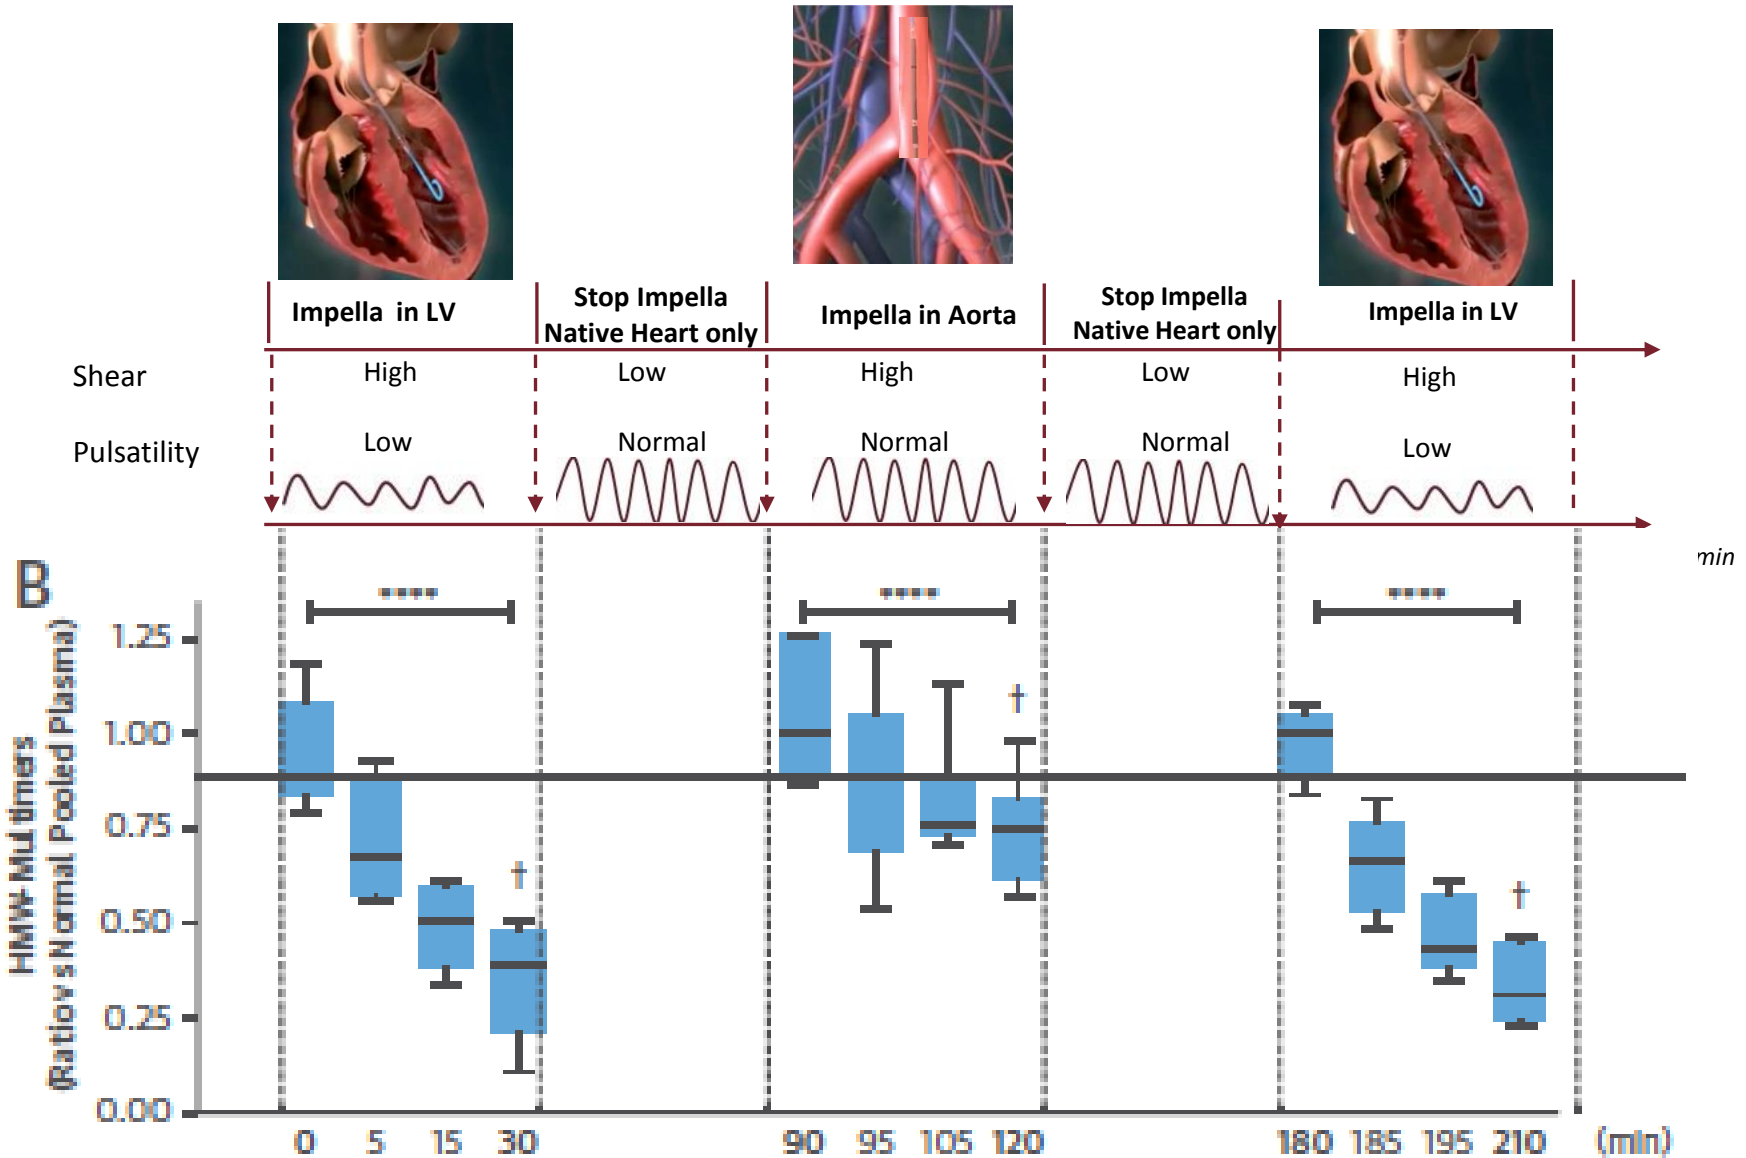 Impella in LV
Stop Impella
Native Heart only
Impella in Aorta
Stop Impella
Native Heart only
Impella in LV
Shear
High
Low
High
Low
High
Pulsatility
Low
Normal
Normal
Normal
Low
min
B
****
****
****
HMW Multimers
(Ratio vs Normal Pooled Plasma)
1.25
1.00
0.75
0.50
0.25
0.00
†
†
†
0 5 15 30 90 95 105 120 180 185 195 210 (min)